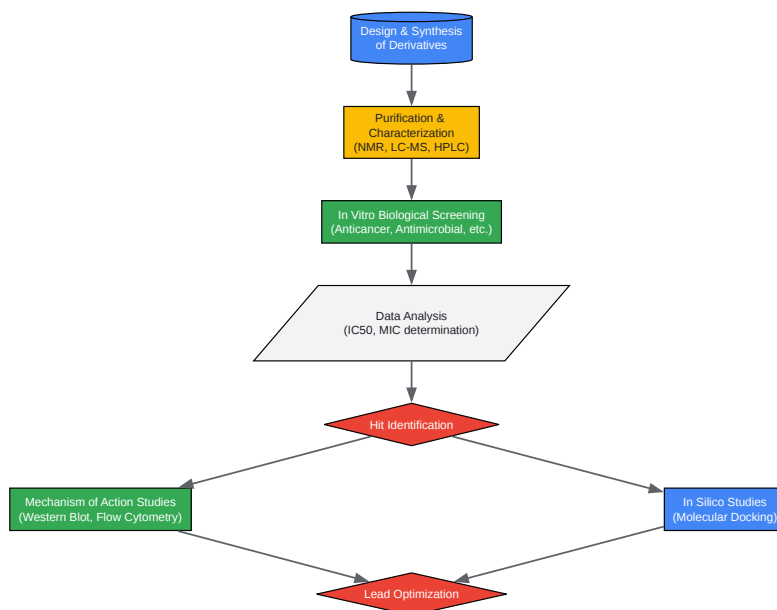 Design & Synthesis
of Derivatives
Purification &
Characterization
(NMR, LC-MS, HPLC)
In Vitro Biological Screening
(Anticancer, Antimicrobial, etc.)
Data Analysis
(IC50, MIC determination)
Hit Identification
Mechanism of Action Studies
(Western Blot, Flow Cytometry)
In Silico Studies
(Molecular Docking)
Lead Optimization